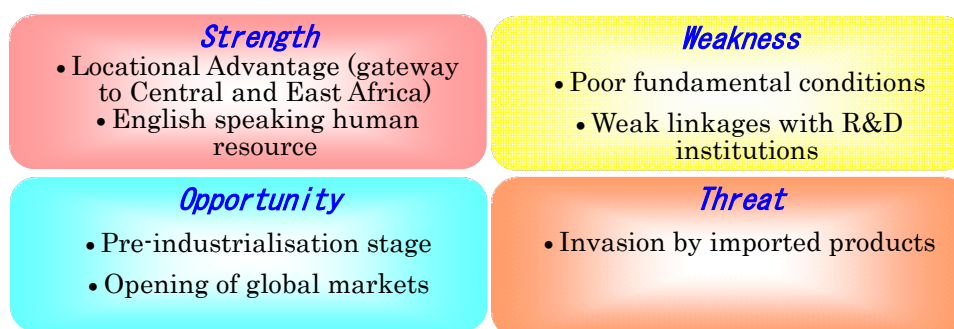 Strength
• Locational Advantage (gateway
to Central and East Africa)
• English speaking human
resource
Weakness
• Poor fundamental conditions
• Weak linkages with R&D
institutions
Opportunity
• Pre-industrialisation stage
• Opening of global markets
Threat
• Invasion by imported products